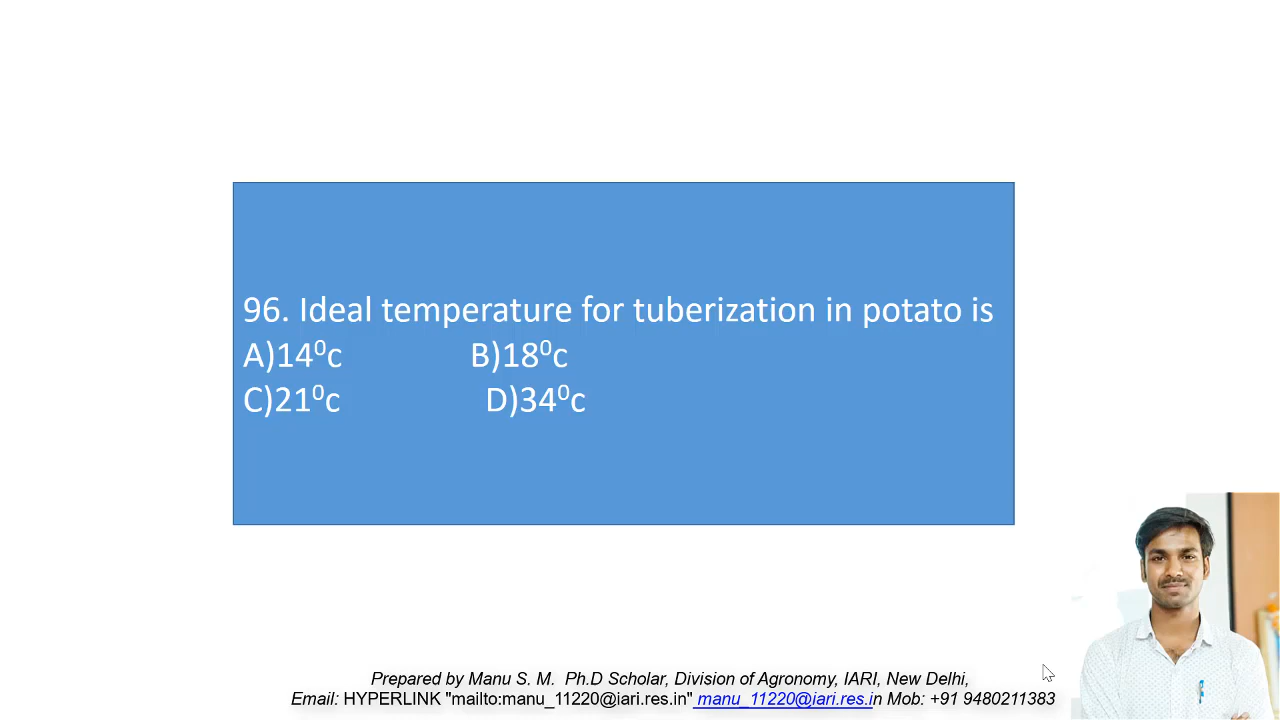 96. Ideal temperature for tuberization in potato is
A)14⁰c B)18⁰c
C)21⁰c D)34⁰c
Prepared by Manu S. M. Ph.D Scholar, Division of Agronomy, IARI, New Delhi,
Email: HYPERLINK "mailto:manu_11220@iari.res.in" manu_11220@iari.res.in Mob: +91 9480211383